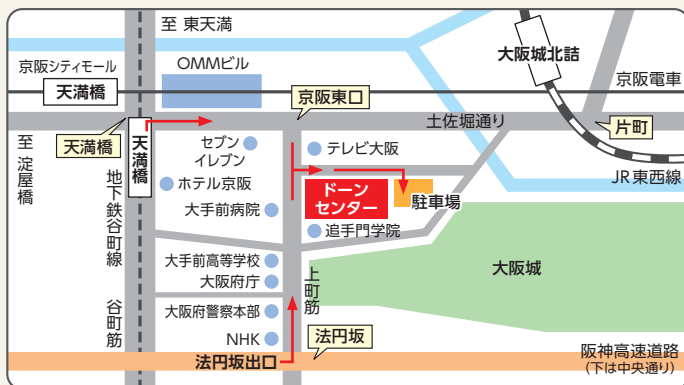 至 東天満
京阪シティモール
OMMビル
大阪城北詰
天満橋
京阪東口
京阪電車
土佐堀通り
片町
天満橋
天満橋
至 淀屋橋
セブン
イレブン
テレビ大阪
地下鉄谷町線
ホテル京阪
ドーン
センター
駐車場
JR東西線
大手前病院
追手門学院
大手前高等学校
大阪府庁
上町筋
大阪城
谷町筋
大阪府警察本部
NHK
法円坂
法円坂出口
阪神高速道路
(下は中央通り)